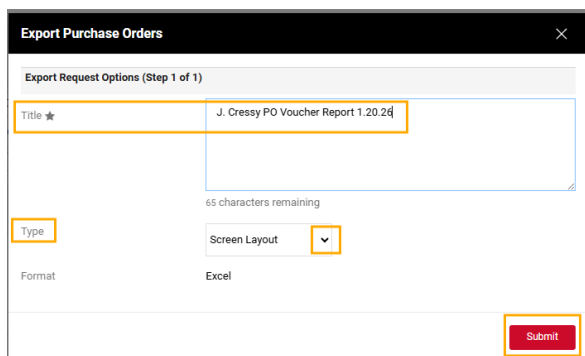 Export Purchase Orders
Export Request Options (Step 1 of 1)
Title ★
J. Cressy PO Voucher Report 1.20.26
65 characters remaining
Type
Screen Layout
Format
Excel
Submit